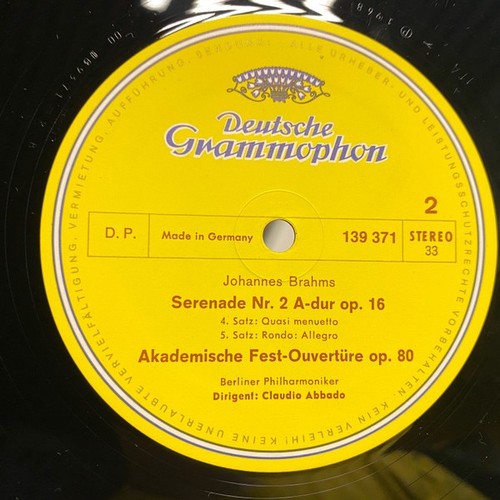 Deutsche
Grammophon
2
D. P.
Made in Germany
139 371
STEREO
33
Johannes Brahms
Serenade Nr. 2 A-dur op. 16
4. Satz: Quasi menuetto
5. Satz: Rondo: Allegro
Akademische Fest-Ouvertüre op. 80
Berliner Philharmoniker
Dirigent: Claudio Abbado
ALLE URHEBER- UND LEISTUNGSSCHUTZRECHTE VORBEHALTEN. KEIN VERLEIH! KEINE UNERLAUBTE VERVIELFÄLTIGUNG, VERMIETUNG, AUFFÜHRUNG, SENDUNG!